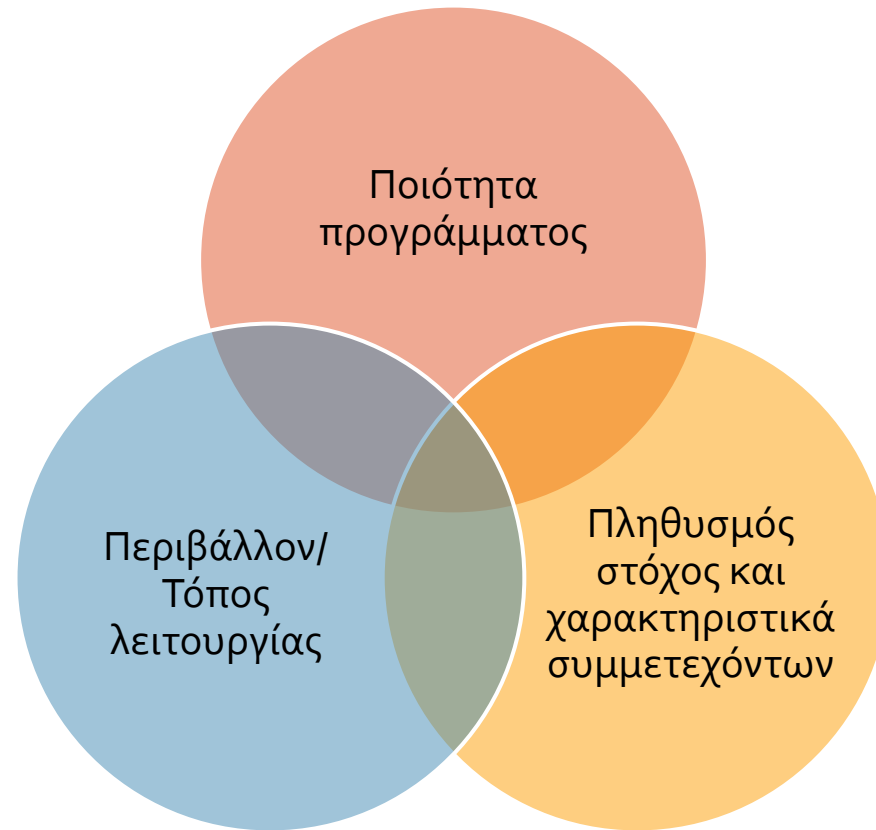 Ποιότητα
προγράμματος
Περιβάλλον/
Τόπος
λειτουργίας
Πληθυσμός
στόχος και
χαρακτηριστικά
συμμετεχόντων